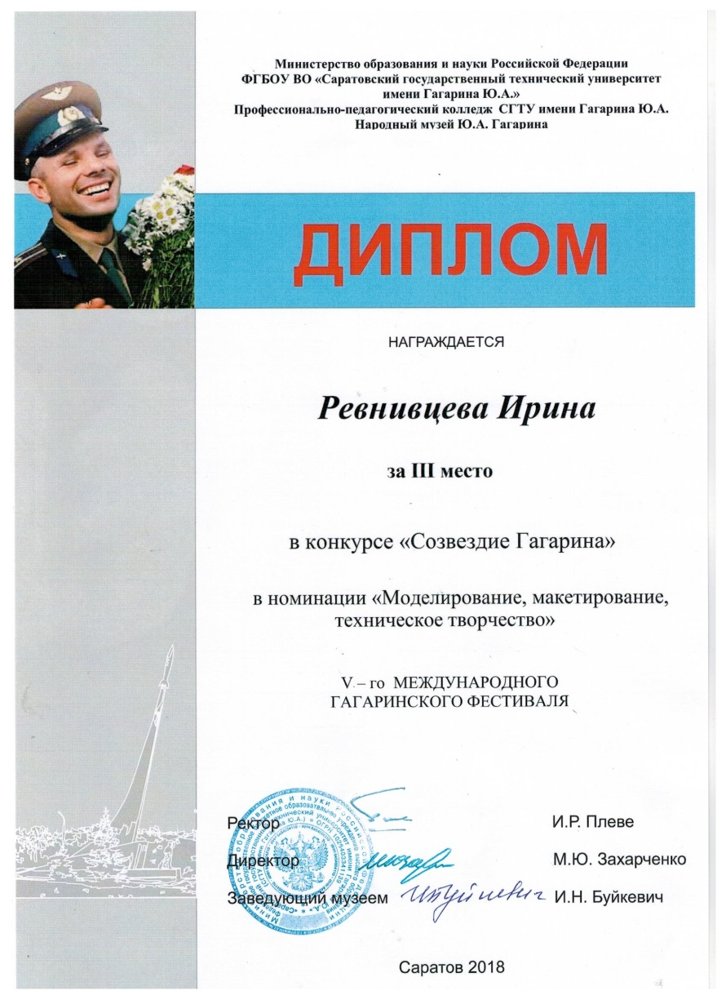 Министерство образования и науки Российской Федерации
ФГБОУ ВО «Саратовский государственный технический университет
имени Гагарина Ю.А.»
Профессионально-педагогический колледж СГТУ имени Гагарина Ю.А.
Народный музей Ю.А. Гагарина
ДИПЛОМ
НАГРАЖДАЕТСЯ
Ревнивцева Ирина
за III место
в конкурсе «Созвездие Гагарина»
в номинации «Моделирование, макетирование,
техническое творчество»
V – го МЕЖДУНАРОДНОГО
ГАГАРИНСКОГО ФЕСТИВАЛЯ
Ректор И.Р. Плеве
Директор М.Ю. Захарченко
Заведующий музеем И.Н. Буйкевич
Саратов 2018